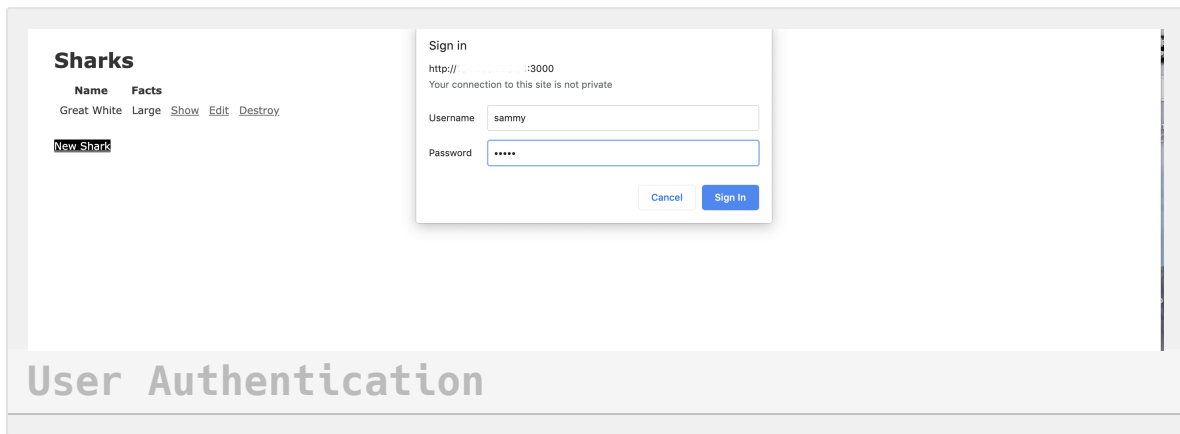 Sharks
Name Facts
Great White Large Show Edit Destroy
New Shark
Sign in
http:// :3000
Your connection to this site is not private
Username sammy
Password •••••
Cancel Sign In
User Authentication